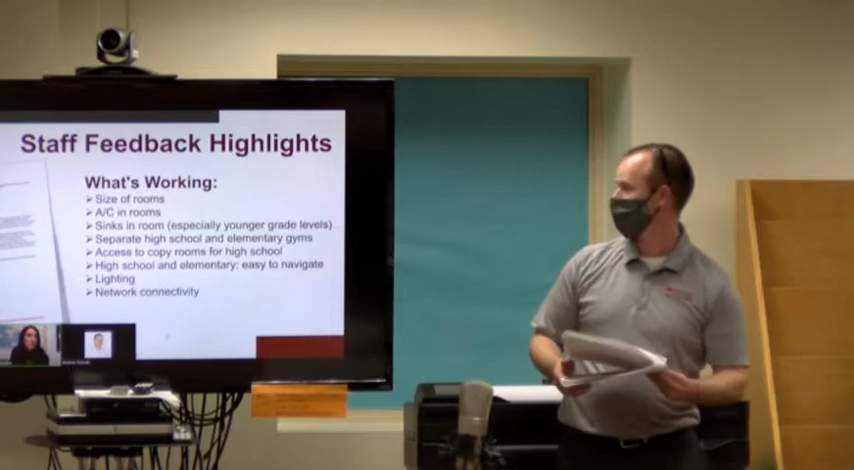 Staff Feedback Highlights
What's Working:
➢ Size of rooms
➢ A/C in rooms
➢ Sinks in room (especially younger grade levels)
➢ Separate high school and elementary gyms
➢ Access to copy rooms for high school
➢ High school and elementary: easy to navigate
➢ Lighting
➢ Network connectivity